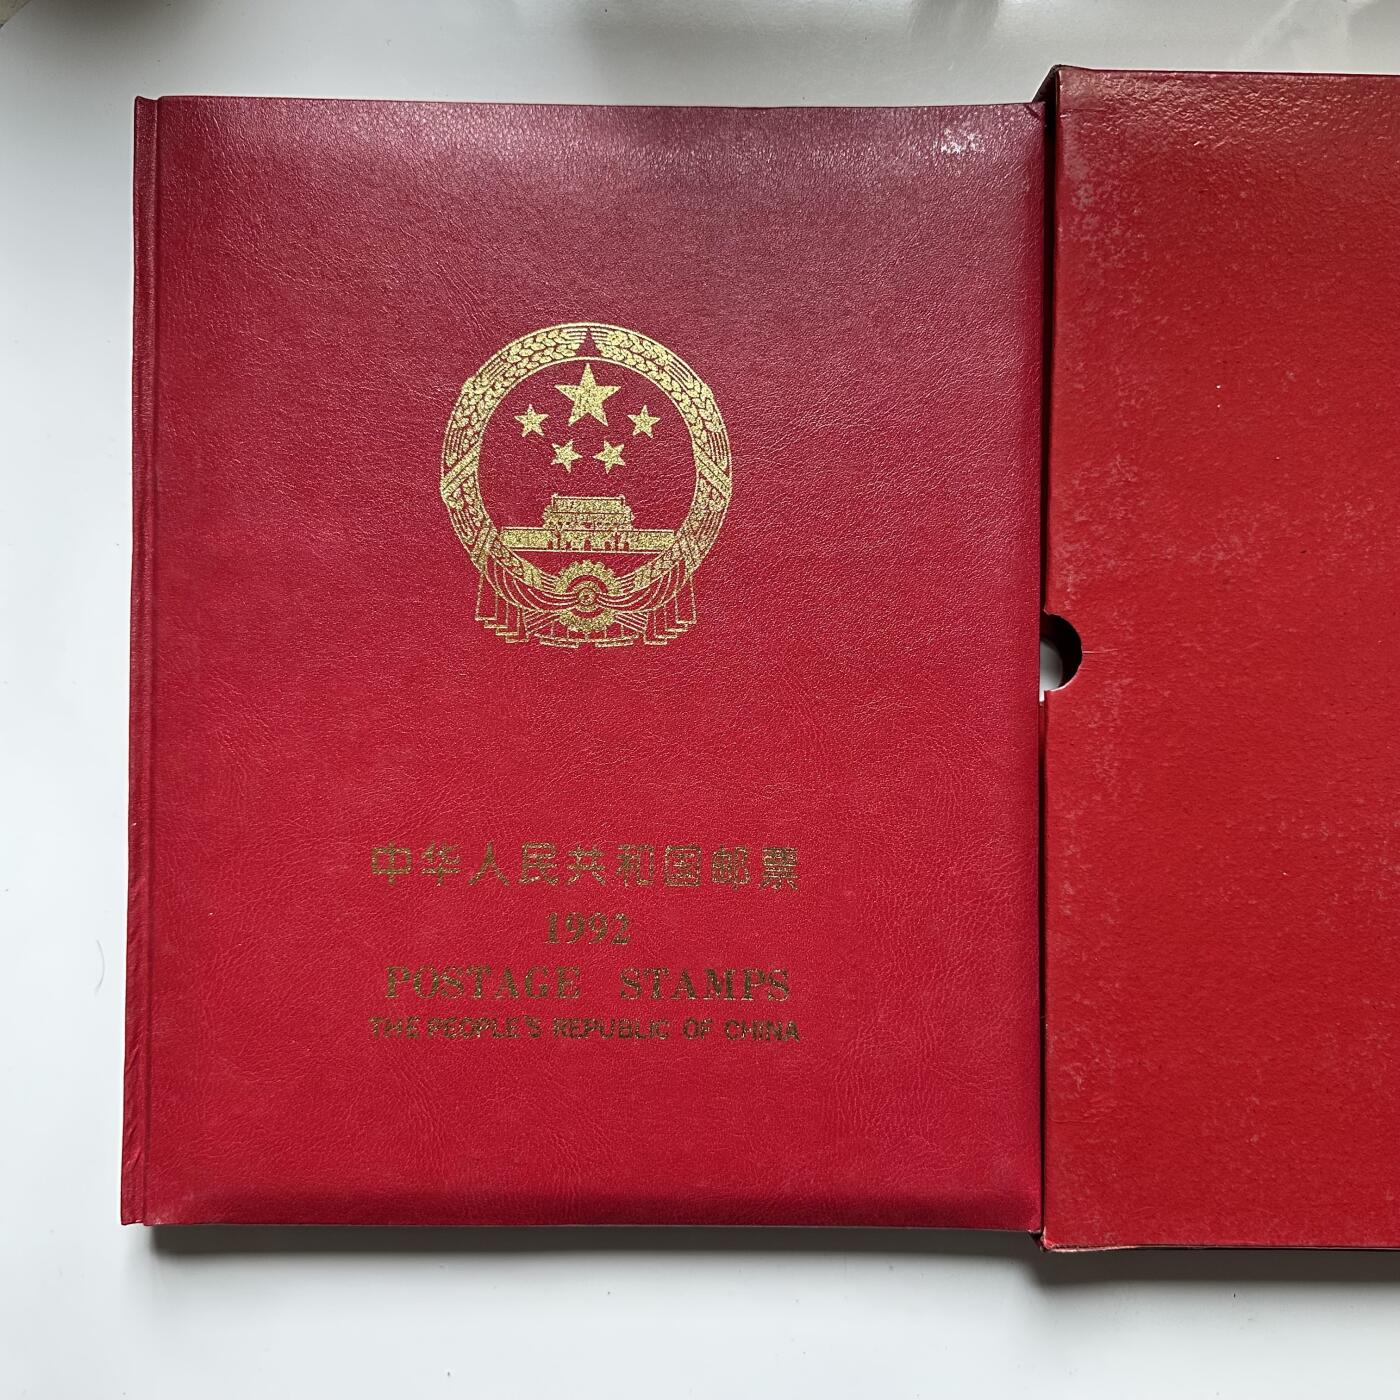 中华人民共和国邮票
1992
POSTAGE STAMPS
THE PEOPLE'S REPUBLIC OF CHINA